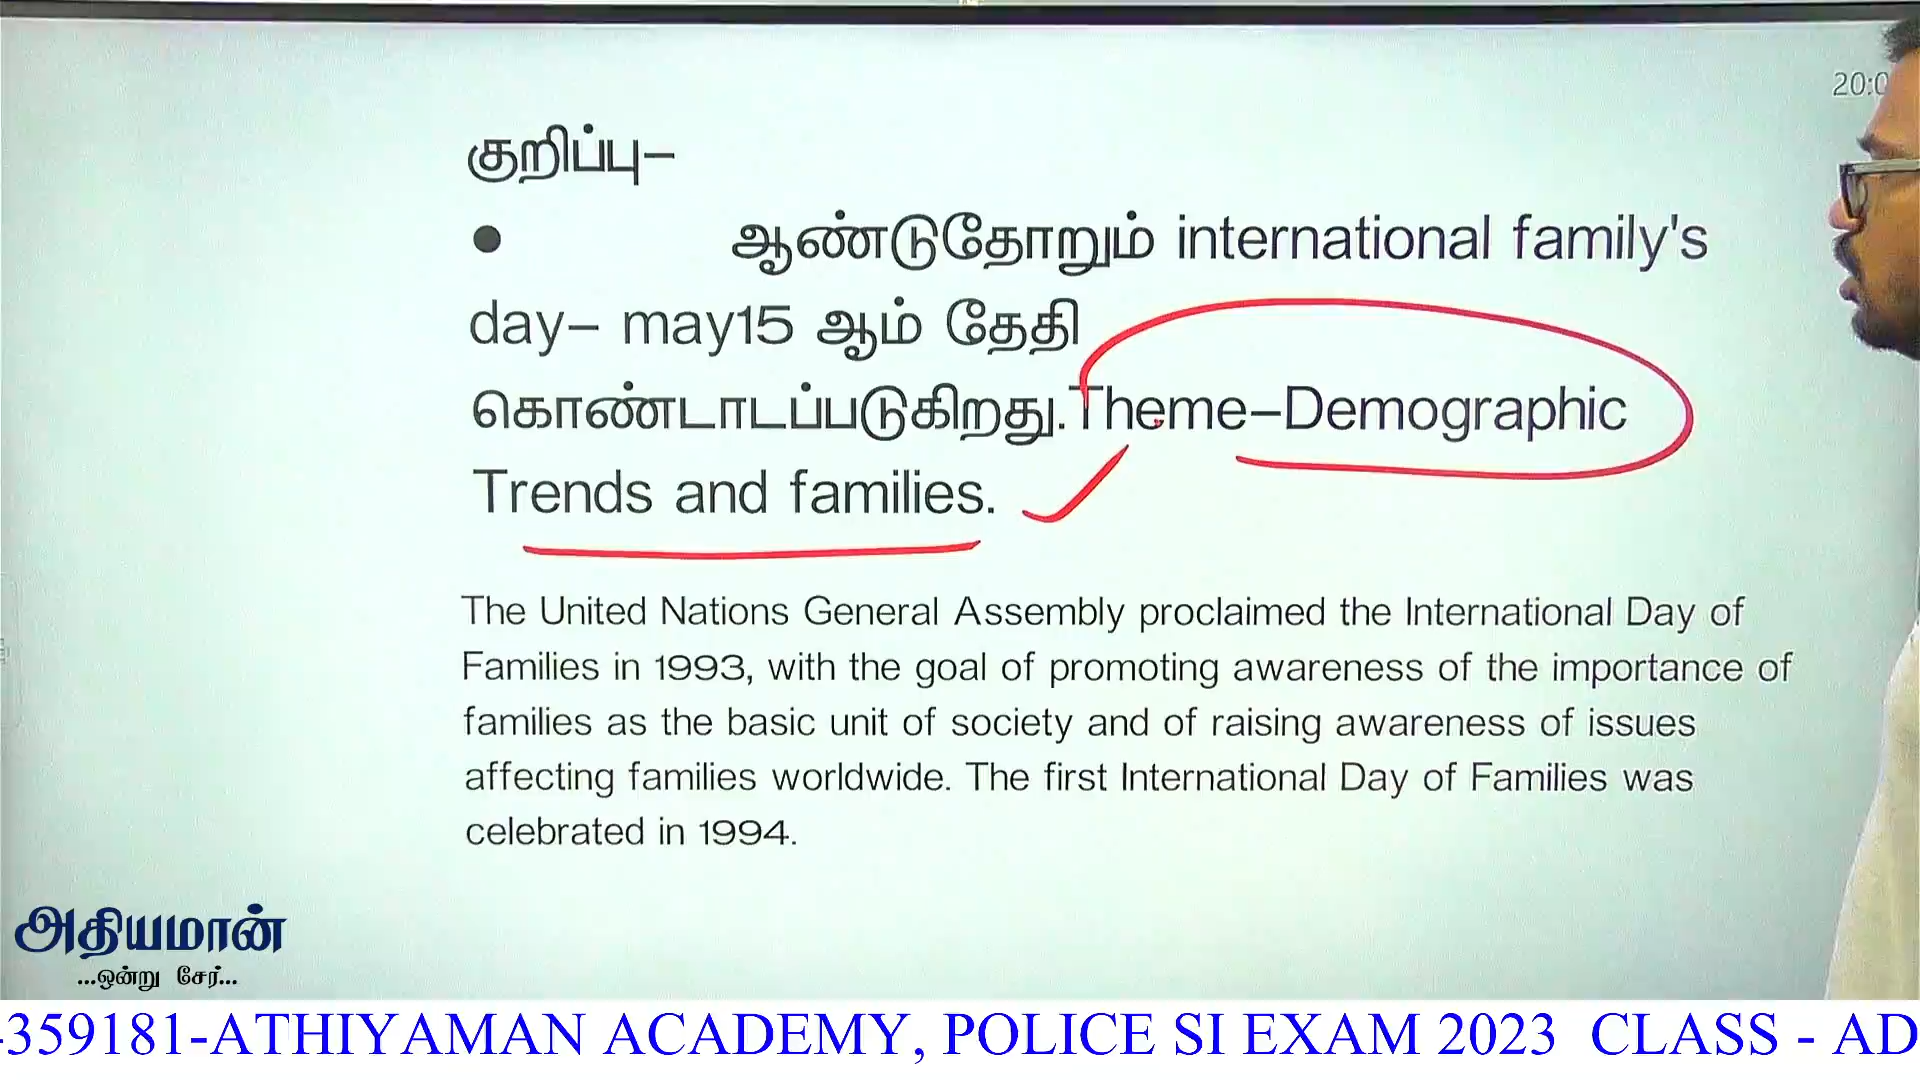 20:0
குறிப்பு–
● ஆண்டுதோறும் international family's
day– may15 ஆம் தேதி
கொண்டாடப்படுகிறது.Theme–Demographic
Trends and families.
The United Nations General Assembly proclaimed the International Day of
Families in 1993, with the goal of promoting awareness of the importance of
families as the basic unit of society and of raising awareness of issues
affecting families worldwide. The first International Day of Families was
celebrated in 1994.
அதியமான்
...ஒன்று சேர்...
-359181-ATHIYAMAN ACADEMY, POLICE SI EXAM 2023 CLASS - AD